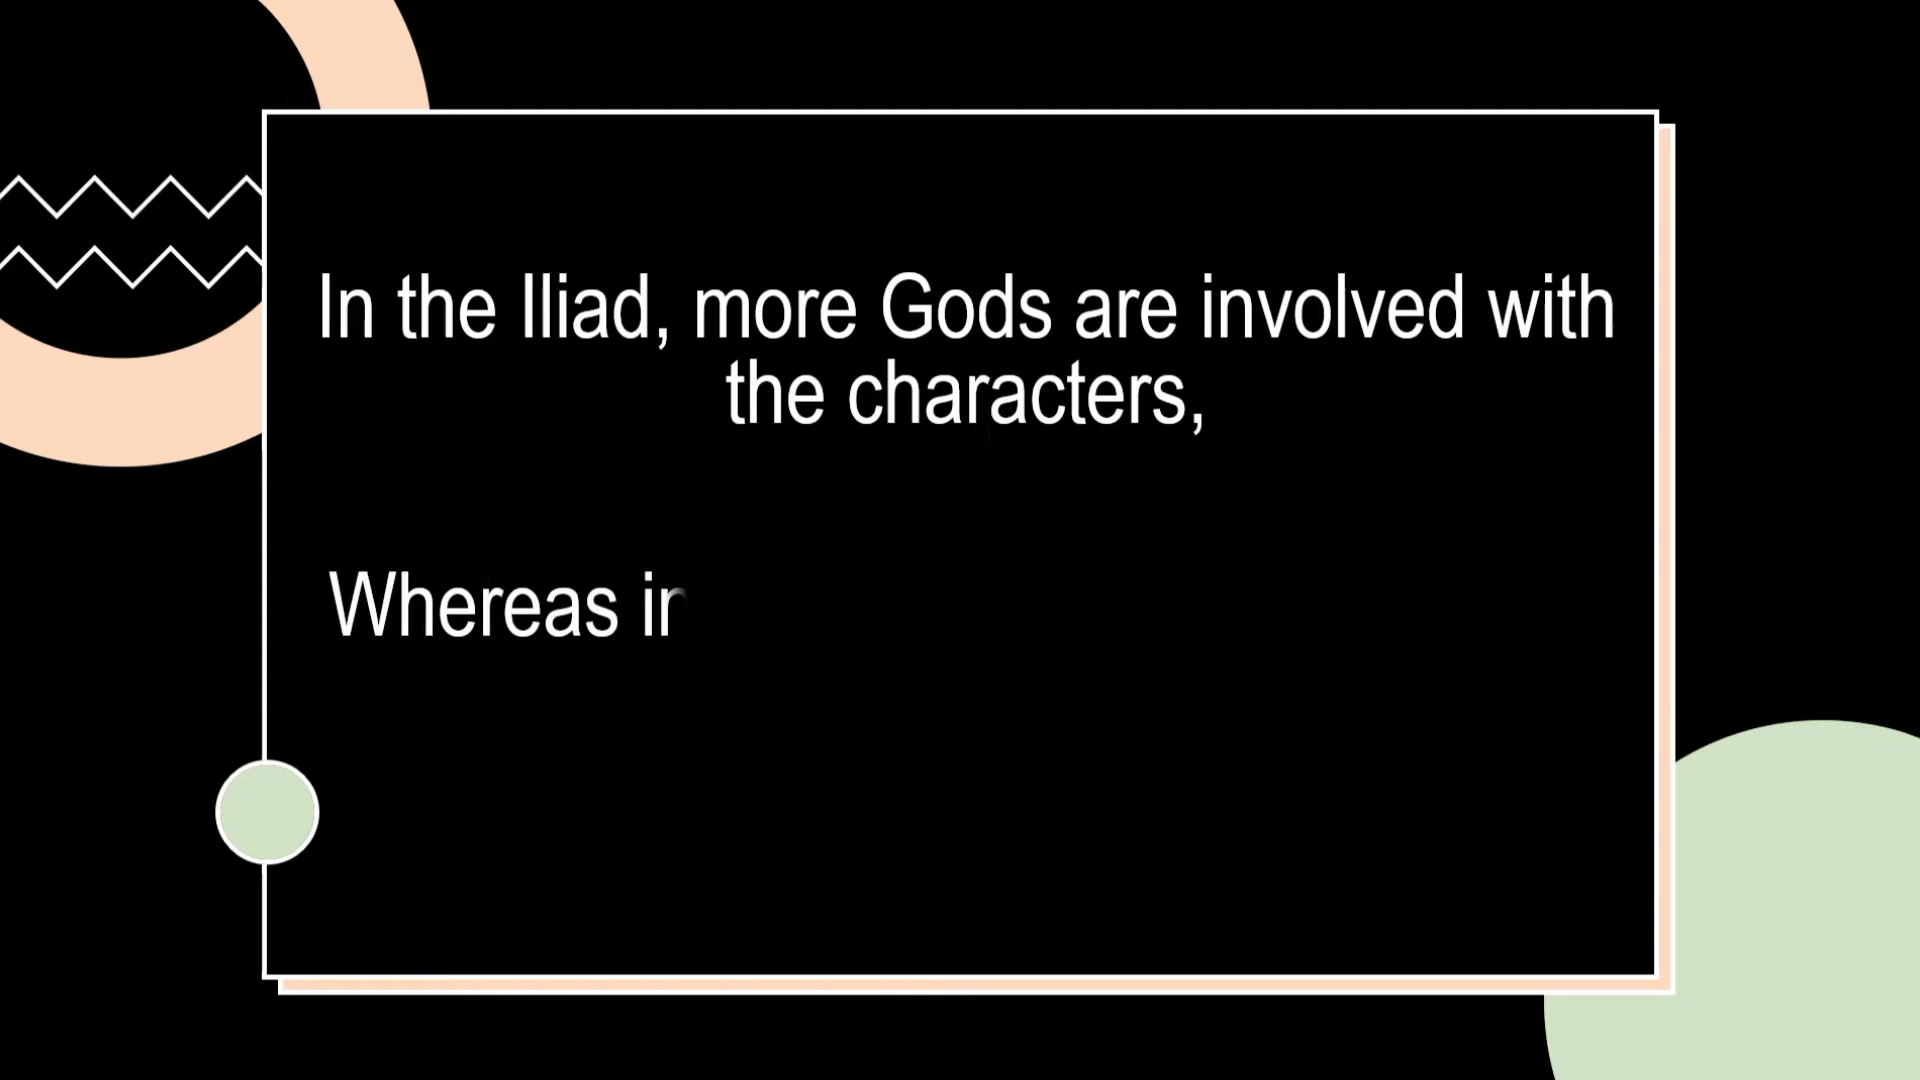 In the Iliad, more Gods are involved with
the characters,
Whereas in